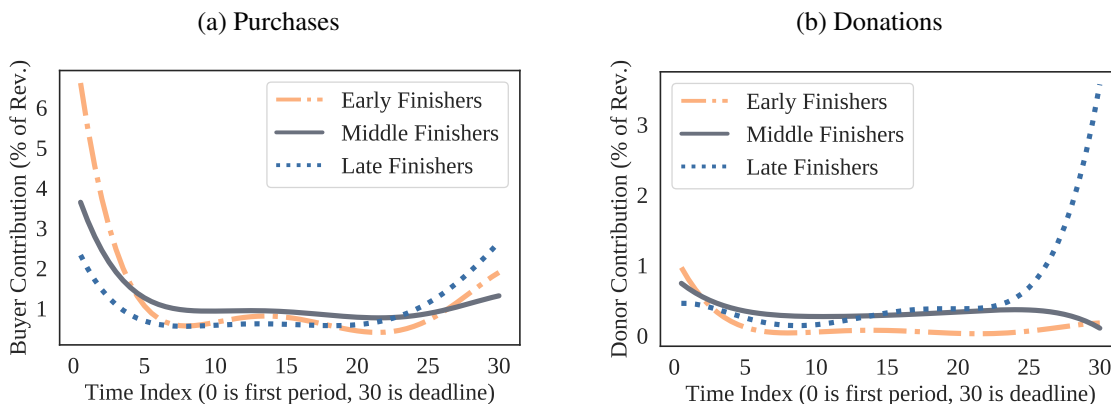 (a) Purchases
Buyer Contribution (% of Rev.)
6
5
4
3
2
1
Early Finishers
Middle Finishers
Late Finishers
0 5 10 15 20 25 30
Time Index (0 is first period, 30 is deadline)
(b) Donations
Donor Contribution (% of Rev.)
3
2
1
0
Early Finishers
Middle Finishers
Late Finishers
0 5 10 15 20 25 30
Time Index (0 is first period, 30 is deadline)